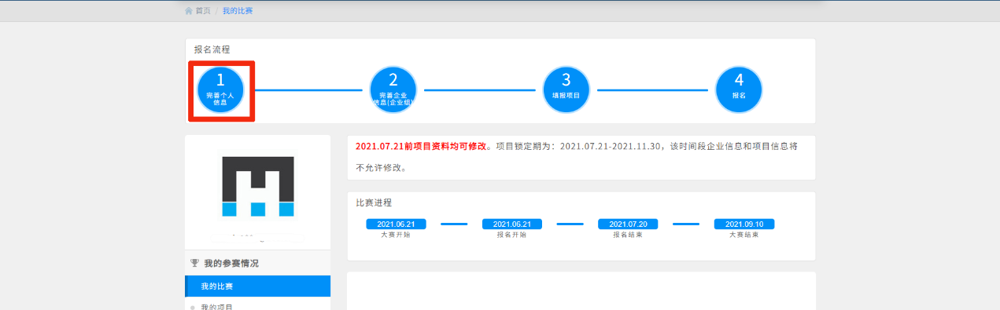 首页 / 我的比赛
报名流程
1
完善个人
信息
2
完善企业
信息(企业组)
3
填报项目
4
报名
2021.07.21前项目资料均可修改。项目锁定期为：2021.07.21-2021.11.30，该时间段企业信息和项目信息将
不允许修改。
比赛进程
2021.06.21
大赛开始
2021.06.21
报名开始
2021.07.20
报名结束
2021.09.10
大赛结束
我的参赛情况
我的比赛
我的项目